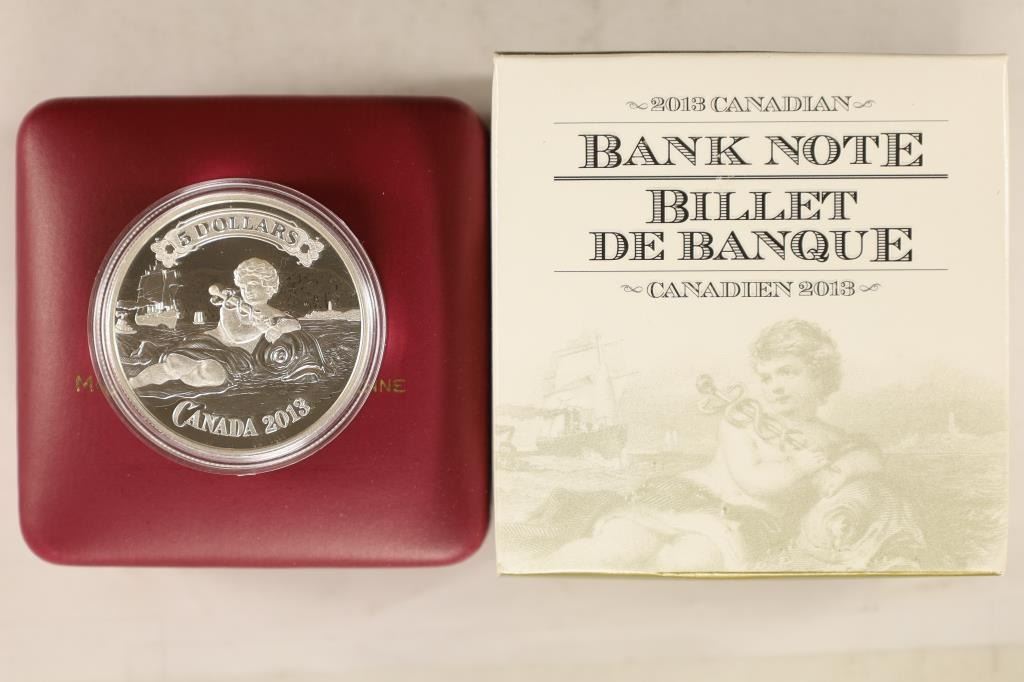 5 DOLLARS
CANADA 2013
2013 CANADIAN
BANK NOTE
BILLET
DE BANQUE
CANADIEN 2013